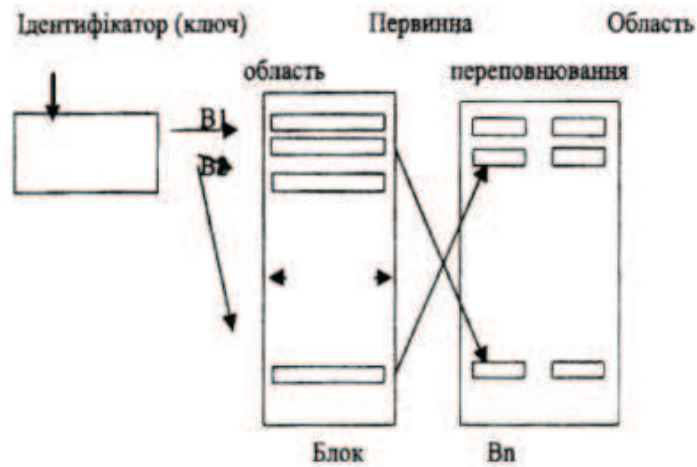 Ідентифікатор (ключ) Первинна Область
область переповнювання
B1
B2
Блок Bn